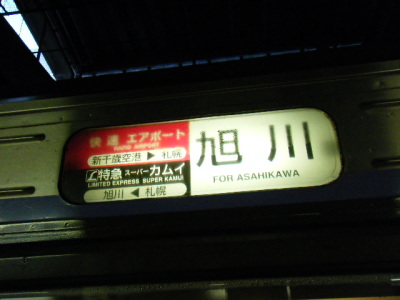 快速 エアポート
RAPID AIRPORT
新千歳空港 ▶ 札幌
L特急 スーパーカムイ
LIMITED EXPRESS SUPER KAMUI
旭川 ◀ 札幌
旭川
FOR ASAHIKAWA